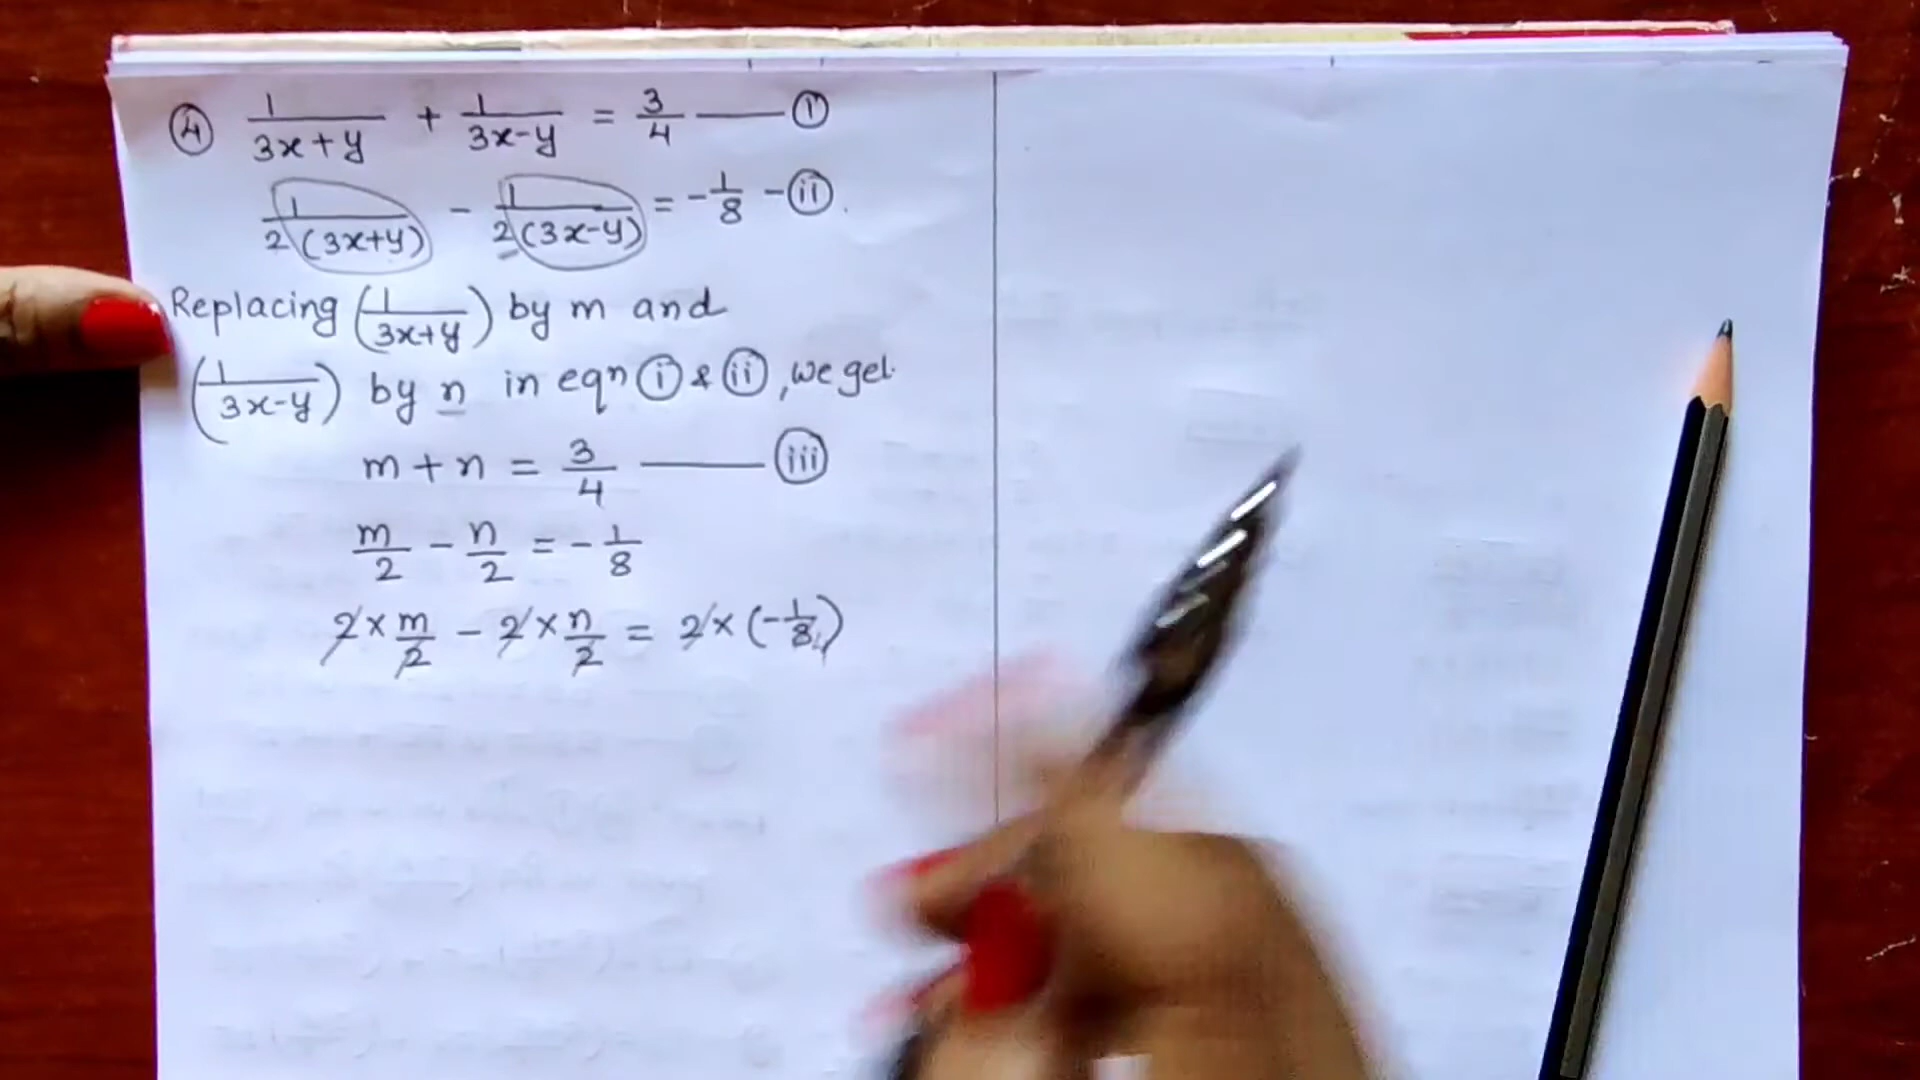 ④ 1/(3x+y) + 1/(3x-y) = 3/4 —— ⓘ
1/2(3x+y) - 1/2(3x-y) = -1/8 - ⓘⓘ.
Replacing (1/(3x+y)) by m and
(1/(3x-y)) by n in eqn ⓘ & ⓘⓘ, we get.
m + n = 3/4 —— ⓘⓘⓘ
m/2 - n/2 = -1/8
2 × m/2 - 2 × n/2 = 2 × (-1/8 4)